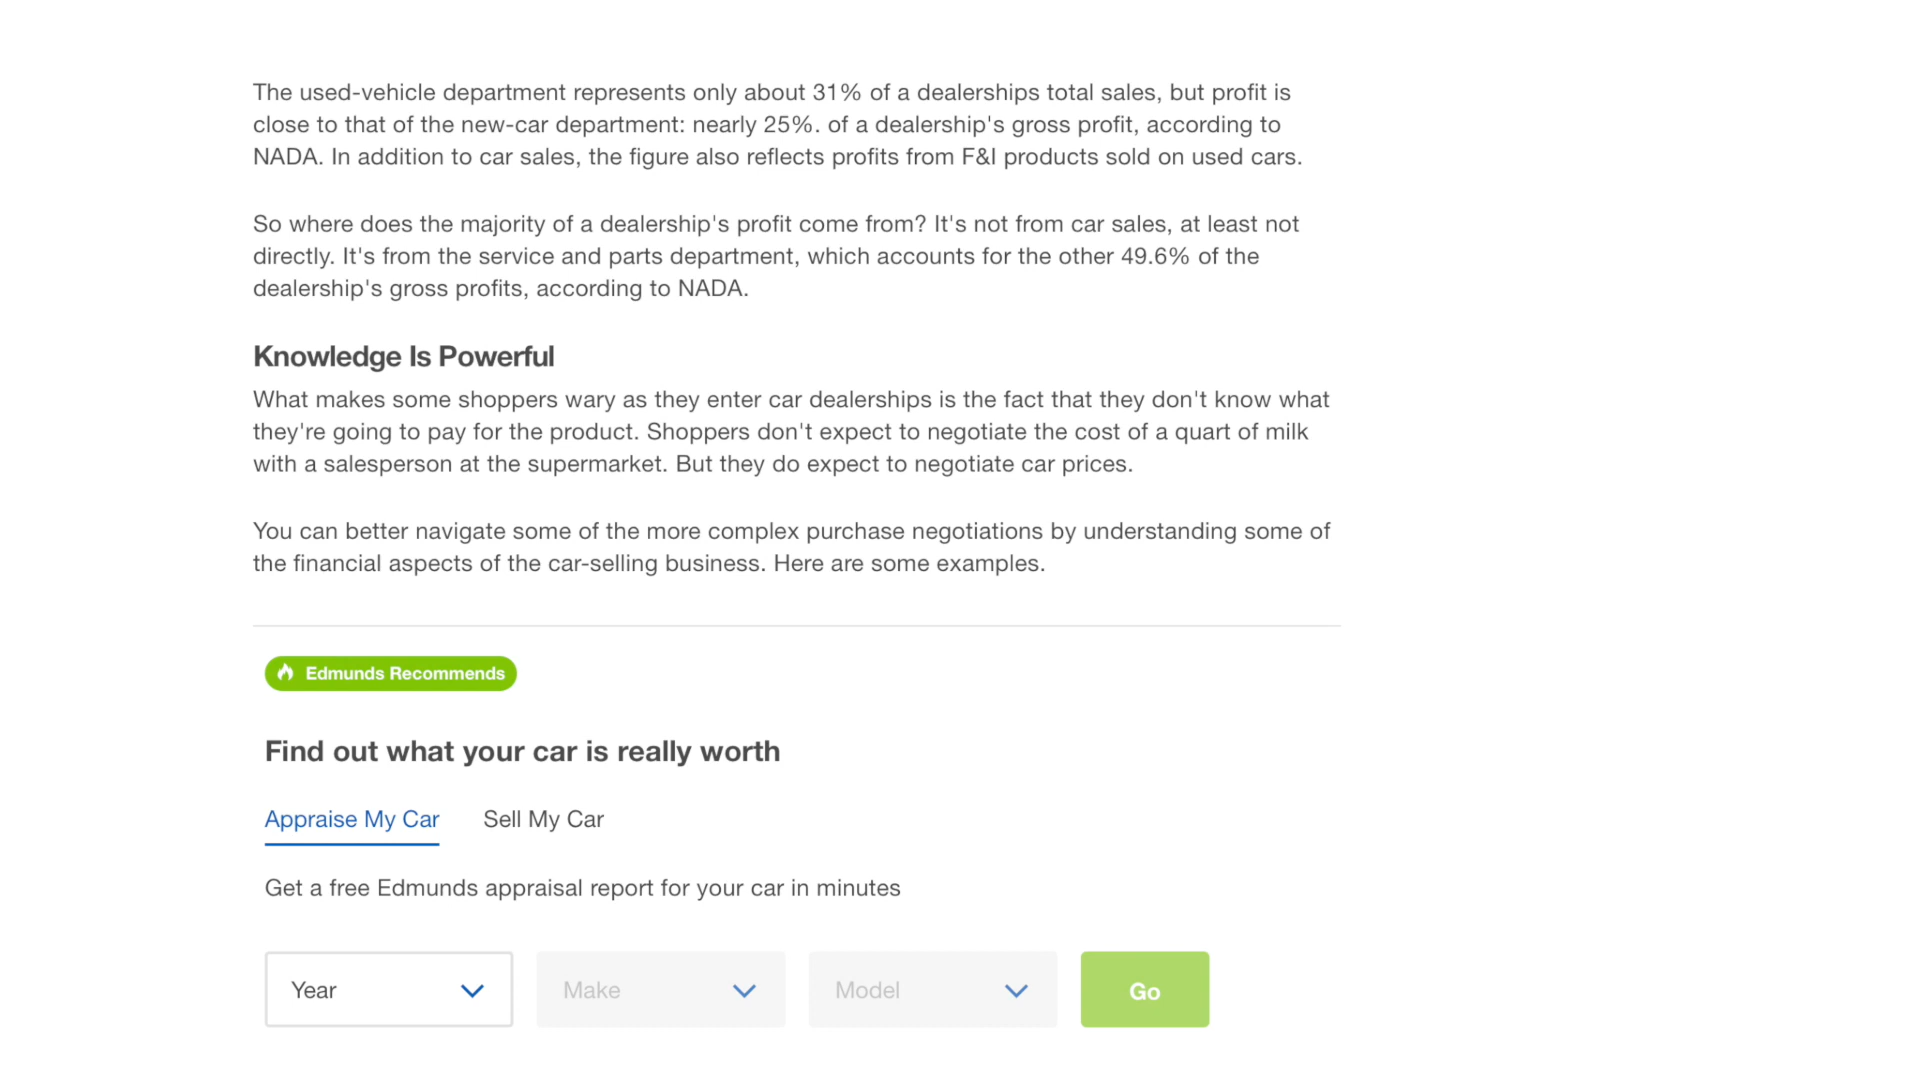 The used-vehicle department represents only about 31% of a dealerships total sales, but profit is
close to that of the new-car department: nearly 25%. of a dealership's gross profit, according to
NADA. In addition to car sales, the figure also reflects profits from F&I products sold on used cars.
So where does the majority of a dealership's profit come from? It's not from car sales, at least not
directly. It's from the service and parts department, which accounts for the other 49.6% of the
dealership's gross profits, according to NADA.
Knowledge Is Powerful
What makes some shoppers wary as they enter car dealerships is the fact that they don't know what
they're going to pay for the product. Shoppers don't expect to negotiate the cost of a quart of milk
with a salesperson at the supermarket. But they do expect to negotiate car prices.
You can better navigate some of the more complex purchase negotiations by understanding some of
the financial aspects of the car-selling business. Here are some examples.
Edmunds Recommends
Find out what your car is really worth
Appraise My Car Sell My Car
Get a free Edmunds appraisal report for your car in minutes
Year Make Model Go